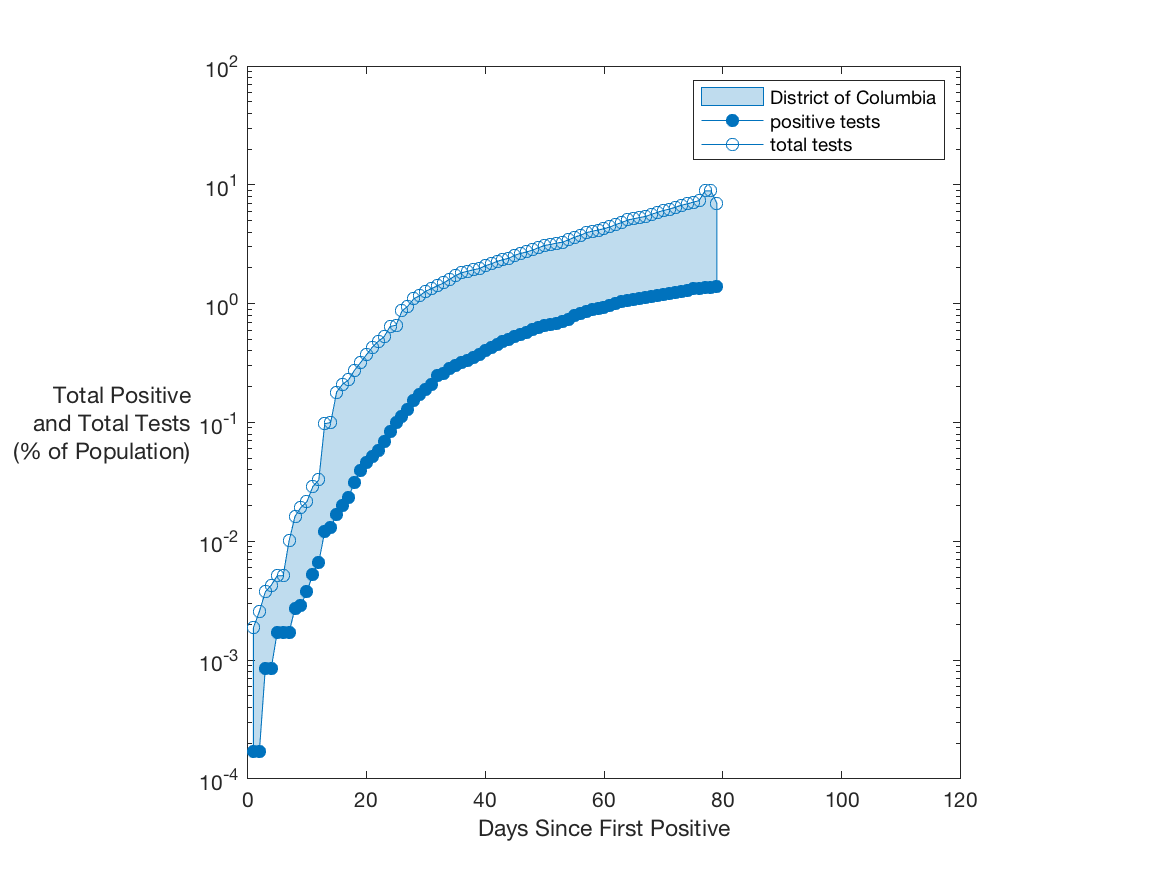 10^2
10^1
10^0
10^-1
10^-2
10^-3
10^-4
Total Positive
and Total Tests
(% of Population)
District of Columbia
positive tests
total tests
0 20 40 60 80 100 120
Days Since First Positive